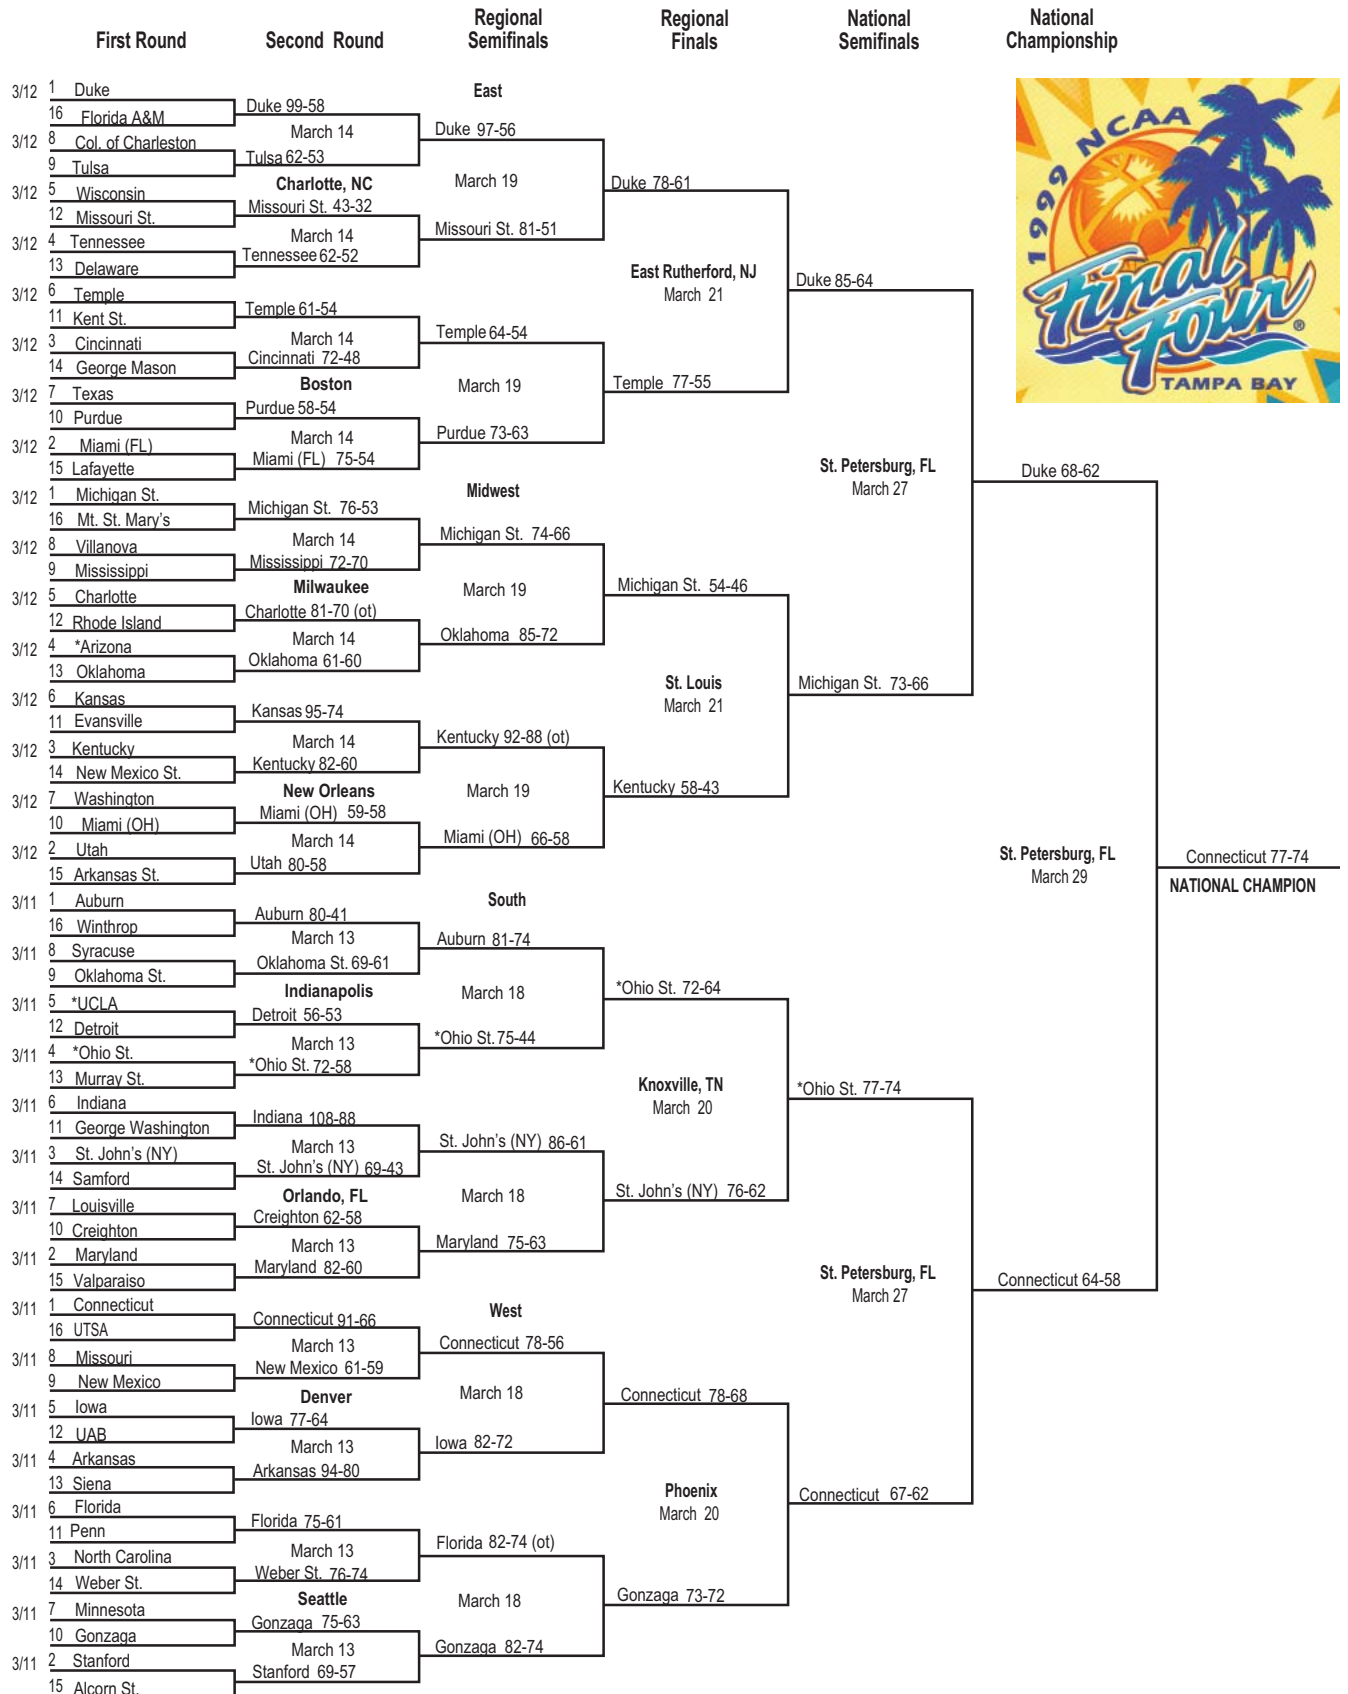 First Round
Second Round
Regional
Semifinals
Regional
Finals
National
Semifinals
National
Championship
1999 NCAA
Final
Four
®
TAMPA BAY
East
3/12 1 Duke
16 Florida A&M
Duke 99-58
March 14
Duke 97-56
3/12 8 Col. of Charleston
9 Tulsa
Tulsa 62-53
Charlotte, NC
March 19
Duke 78-61
3/12 5 Wisconsin
12 Missouri St.
Missouri St. 43-32
March 14
Missouri St. 81-51
3/12 4 Tennessee
13 Delaware
Tennessee 62-52
East Rutherford, NJ
March 21
Duke 85-64
3/12 6 Temple
11 Kent St.
Temple 61-54
March 14
Temple 64-54
3/12 3 Cincinnati
14 George Mason
Cincinnati 72-48
Boston
March 19
Temple 77-55
3/12 7 Texas
10 Purdue
Purdue 58-54
March 14
Purdue 73-63
3/12 2 Miami (FL)
15 Lafayette
Miami (FL) 75-54
St. Petersburg, FL
March 27
Duke 68-62
Midwest
3/12 1 Michigan St.
16 Mt. St. Mary's
Michigan St. 76-53
March 14
Michigan St. 74-66
3/12 8 Villanova
9 Mississippi
Mississippi 72-70
Milwaukee
March 19
Michigan St. 54-46
3/12 5 Charlotte
12 Rhode Island
Charlotte 81-70 (ot)
March 14
Oklahoma 85-72
3/12 4 *Arizona
13 Oklahoma
Oklahoma 61-60
St. Louis
March 21
Michigan St. 73-66
3/12 6 Kansas
11 Evansville
Kansas 95-74
March 14
Kentucky 92-88 (ot)
3/12 3 Kentucky
14 New Mexico St.
Kentucky 82-60
New Orleans
March 19
Kentucky 58-43
3/12 7 Washington
10 Miami (OH)
Miami (OH) 59-58
March 14
Miami (OH) 66-58
3/12 2 Utah
15 Arkansas St.
Utah 80-58
St. Petersburg, FL
March 29
Connecticut 77-74
NATIONAL CHAMPION
South
3/11 1 Auburn
16 Winthrop
Auburn 80-41
March 13
Auburn 81-74
3/11 8 Syracuse
9 Oklahoma St.
Oklahoma St. 69-61
Indianapolis
March 18
*Ohio St. 72-64
3/11 5 *UCLA
12 Detroit
Detroit 56-53
March 13
*Ohio St. 75-44
3/11 4 *Ohio St.
13 Murray St.
*Ohio St. 72-58
Knoxville, TN
March 20
*Ohio St. 77-74
3/11 6 Indiana
11 George Washington
Indiana 108-88
March 13
St. John's (NY) 86-61
3/11 3 St. John's (NY)
14 Samford
St. John's (NY) 69-43
Orlando, FL
March 18
St. John's (NY) 76-62
3/11 7 Louisville
10 Creighton
Creighton 62-58
March 13
Maryland 75-63
3/11 2 Maryland
15 Valparaiso
Maryland 82-60
St. Petersburg, FL
March 27
Connecticut 64-58
West
3/11 1 Connecticut
16 UTSA
Connecticut 91-66
March 13
Connecticut 78-56
3/11 8 Missouri
9 New Mexico
New Mexico 61-59
Denver
March 18
Connecticut 78-68
3/11 5 Iowa
12 UAB
Iowa 77-64
March 13
Iowa 82-72
3/11 4 Arkansas
13 Siena
Arkansas 94-80
Phoenix
March 20
Connecticut 67-62
3/11 6 Florida
11 Penn
Florida 75-61
March 13
Florida 82-74 (ot)
3/11 3 North Carolina
14 Weber St.
Weber St. 76-74
Seattle
March 18
Gonzaga 73-72
3/11 7 Minnesota
10 Gonzaga
Gonzaga 75-63
March 13
Gonzaga 82-74
3/11 2 Stanford
15 Alcorn St.
Stanford 69-57